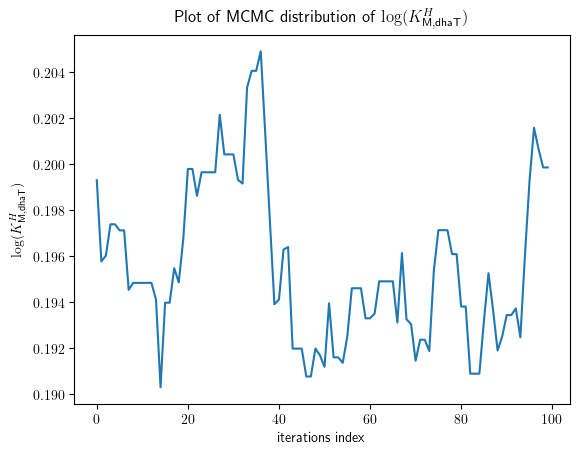 Plot of MCMC distribution of log(K^H_M,dhaT)
log(K^H_M,dhaT)
0.204
0.202
0.200
0.198
0.196
0.194
0.192
0.190
0 20 40 60 80 100
iterations index